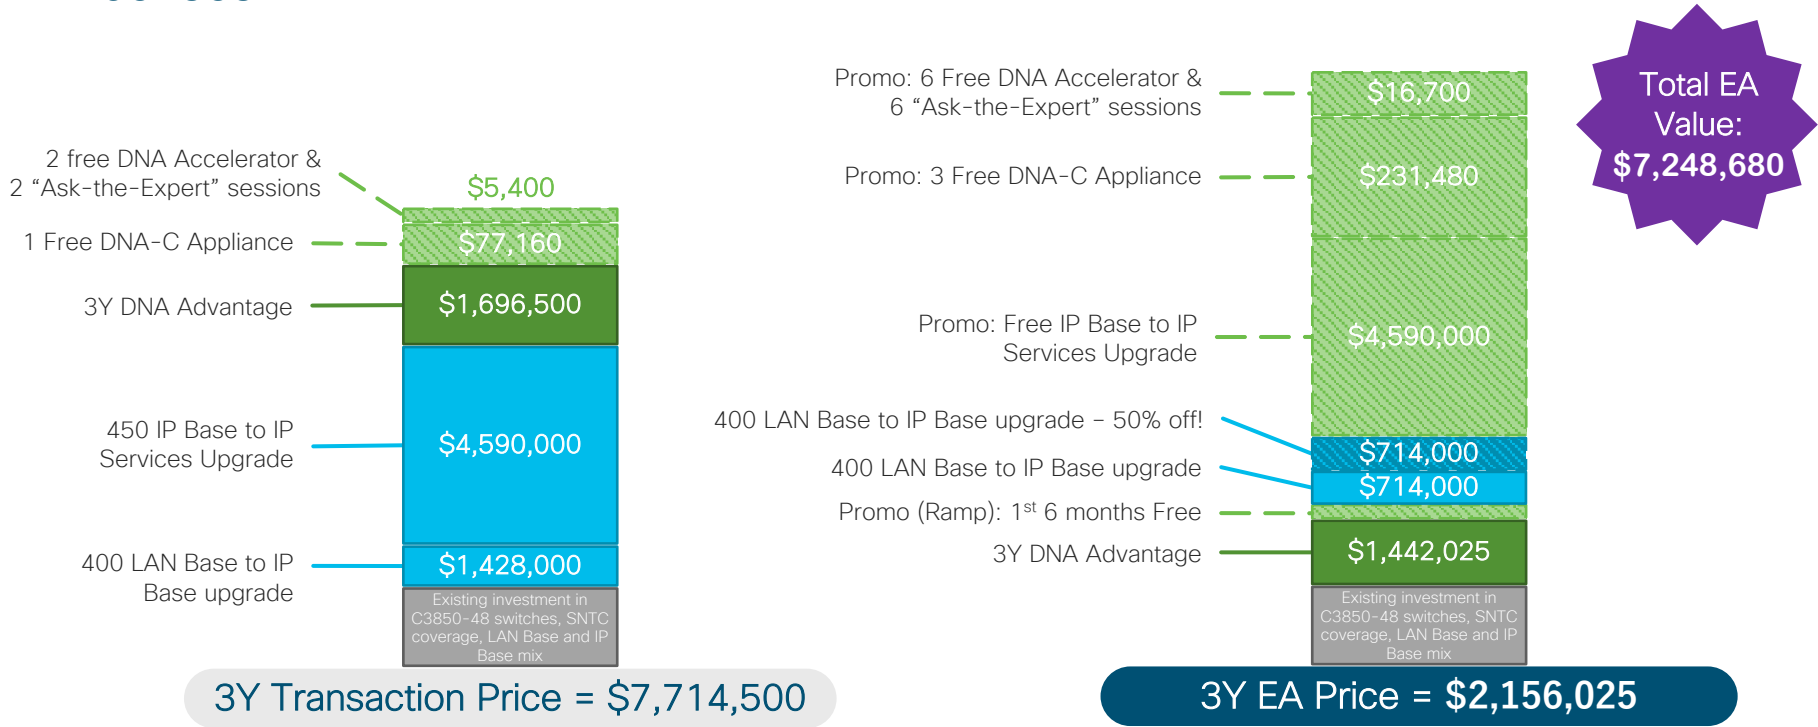 2 free DNA Accelerator &
2 “Ask-the-Expert” sessions
$5,400
1 Free DNA-C Appliance
$77,160
3Y DNA Advantage
$1,696,500
450 IP Base to IP
Services Upgrade
$4,590,000
400 LAN Base to IP
Base upgrade
$1,428,000
Existing investment in
C3850-48 switches, SNTC
coverage, LAN Base and IP
Base mix
3Y Transaction Price = $7,714,500
Promo: 6 Free DNA Accelerator &
6 “Ask-the-Expert” sessions
$16,700
Promo: 3 Free DNA-C Appliance
$231,480
Promo: Free IP Base to IP
Services Upgrade
$4,590,000
400 LAN Base to IP Base upgrade – 50% off!
$714,000
400 LAN Base to IP Base upgrade
$714,000
Promo (Ramp): 1st 6 months Free
3Y DNA Advantage
$1,442,025
Existing investment in
C3850-48 switches, SNTC
coverage, LAN Base and IP
Base mix
3Y EA Price = $2,156,025
Total EA
Value:
$7,248,680